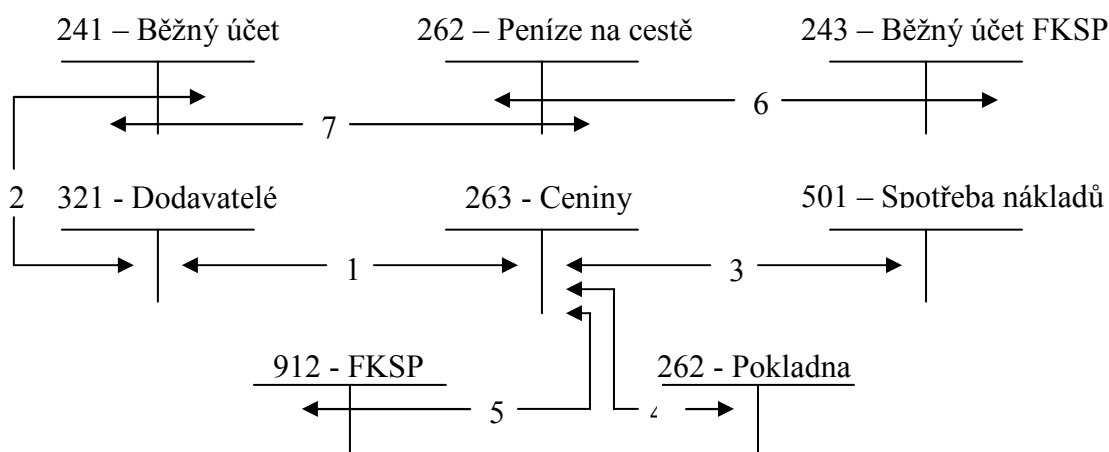 241 – Běžný účet 262 – Peníze na cestě 243 – Běžný účet FKSP
6
7
2 321 - Dodavatelé 263 - Ceniny 501 – Spotřeba nákladů
1 3
912 - FKSP 262 - Pokladna
5 4